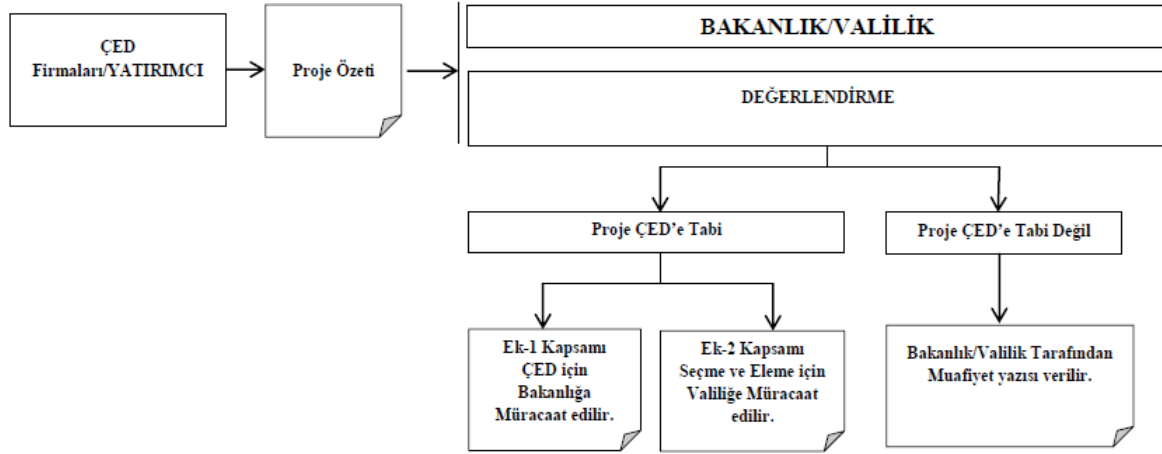 ÇED
Firmaları/YATIRIMCI
Proje Özeti
BAKANLIK/VALİLİK
DEĞERLENDİRME
Proje ÇED’e Tabi
Proje ÇED’e Tabi Değil
Ek-1 Kapsamı
ÇED için
Bakanlığa
Müracaat edilir.
Ek-2 Kapsamı
Seçme ve Eleme için
Valiliğe Müracaat
edilir.
Bakanlık/Valilik Tarafından
Muafiyet yazısı verilir.